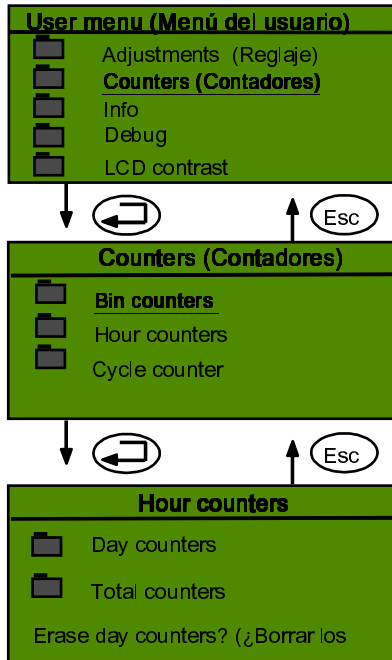 User menu (Menú del usuario)
Adjustments (Reglaje)
Counters (Contadores)
Info
Debug
LCD contrast
Esc
Counters (Contadores)
Bin counters
Hour counters
Cycle counter
Esc
Hour counters
Day counters
Total counters
Erase day counters? (¿Borrar los